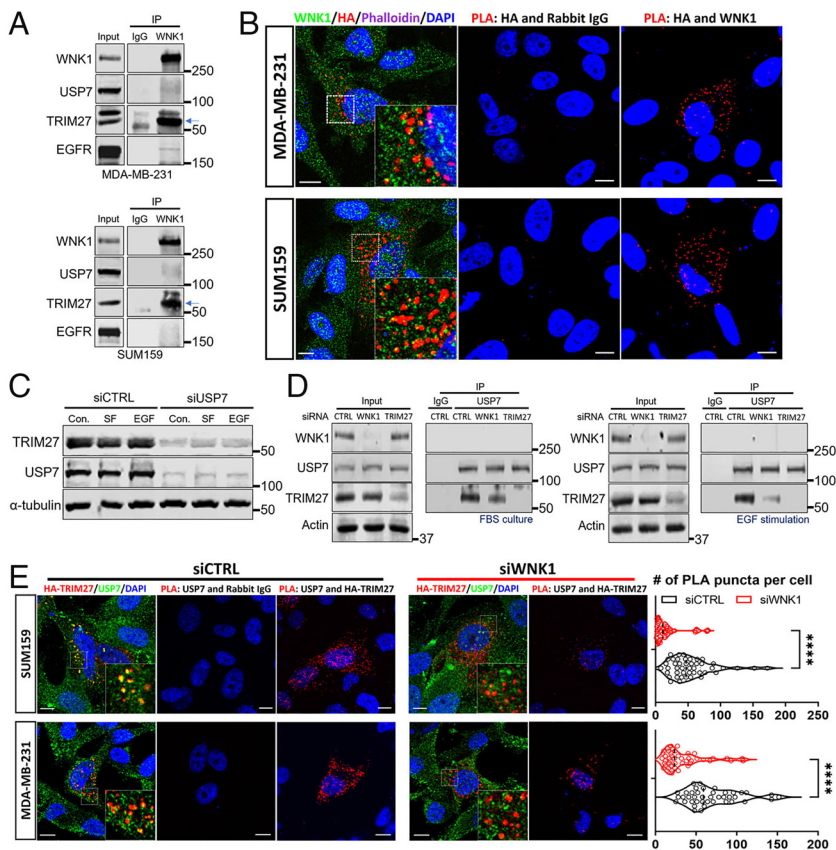 A
IP
Input IgG WNK1
WNK1
250
USP7
100
TRIM27
50
EGFR
150
MDA-MB-231
IP
Input IgG WNK1
WNK1
250
USP7
100
TRIM27
50
EGFR
150
SUM159
B
WNK1/HA/Phalloidin/DAPI
PLA: HA and Rabbit IgG
PLA: HA and WNK1
MDA-MB-231
SUM159
C
siCTRL siUSP7
Con. SF EGF Con. SF EGF
TRIM27
50
USP7
100
α-tubulin
50
D
Input IP
IgG USP7
siRNA CTRL WNK1 TRIM27 CTRL CTRL WNK1 TRIM27
WNK1
250
USP7
150
100
TRIM27
50
FBS culture
Actin
37
Input IP
IgG USP7
siRNA CTRL WNK1 TRIM27 CTRL CTRL WNK1 TRIM27
WNK1
250
USP7
150
100
TRIM27
50
EGF stimulation
Actin
37
E
siCTRL
siWNK1
HA-TRIM27/USP7/DAPI
PLA: USP7 and Rabbit IgG
PLA: USP7 and HA-TRIM27
HA-TRIM27/USP7/DAPI
PLA: USP7 and HA-TRIM27
# of PLA puncta per cell
siCTRL siWNK1
SUM159
****
0 50 100 150 200 250
MDA-MB-231
****
0 50 100 150 200